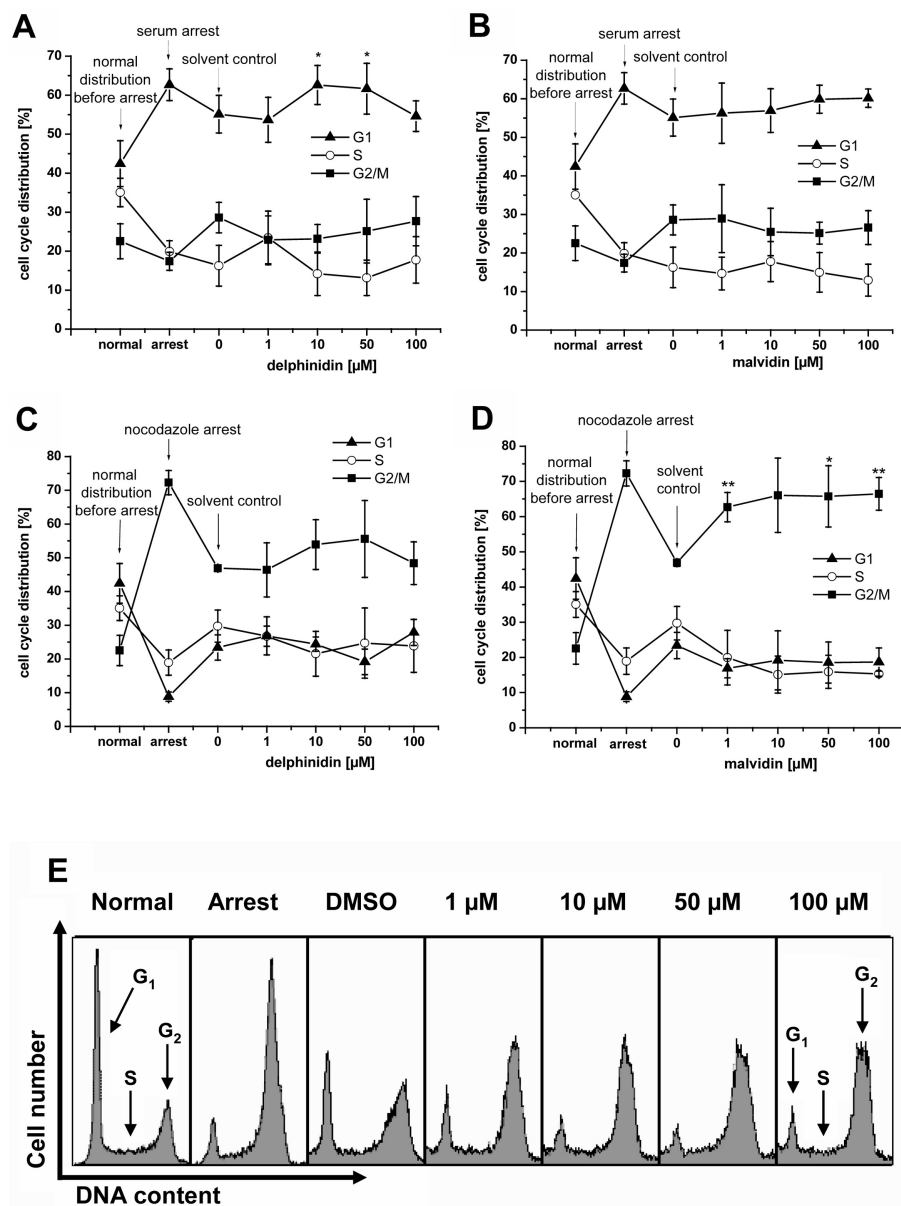 A
serum arrest
solvent control
normal
distribution
before arrest
* *
70
60
50
40
30
20
10
0
cell cycle distribution [%]
G1
S
G2/M
normal arrest 0 1 10 50 100
delphinidin [µM]
B
serum arrest
solvent control
normal
distribution
before arrest
70
60
50
40
30
20
10
0
cell cycle distribution [%]
G1
S
G2/M
normal arrest 0 1 10 50 100
malvidin [µM]
C
nocodazole arrest
normal
distribution
before arrest
solvent control
80
70
60
50
40
30
20
10
0
cell cycle distribution [%]
G1
S
G2/M
normal arrest 0 1 10 50 100
delphinidin [µM]
D
nocodazole arrest
normal
distribution
before arrest
solvent
control
** * **
80
70
60
50
40
30
20
10
0
cell cycle distribution [%]
G1
S
G2/M
normal arrest 0 1 10 50 100
malvidin [µM]
E
Normal Arrest DMSO 1 µM 10 µM 50 µM 100 µM
G1
S
G2
G1
S
G2
Cell number
DNA content